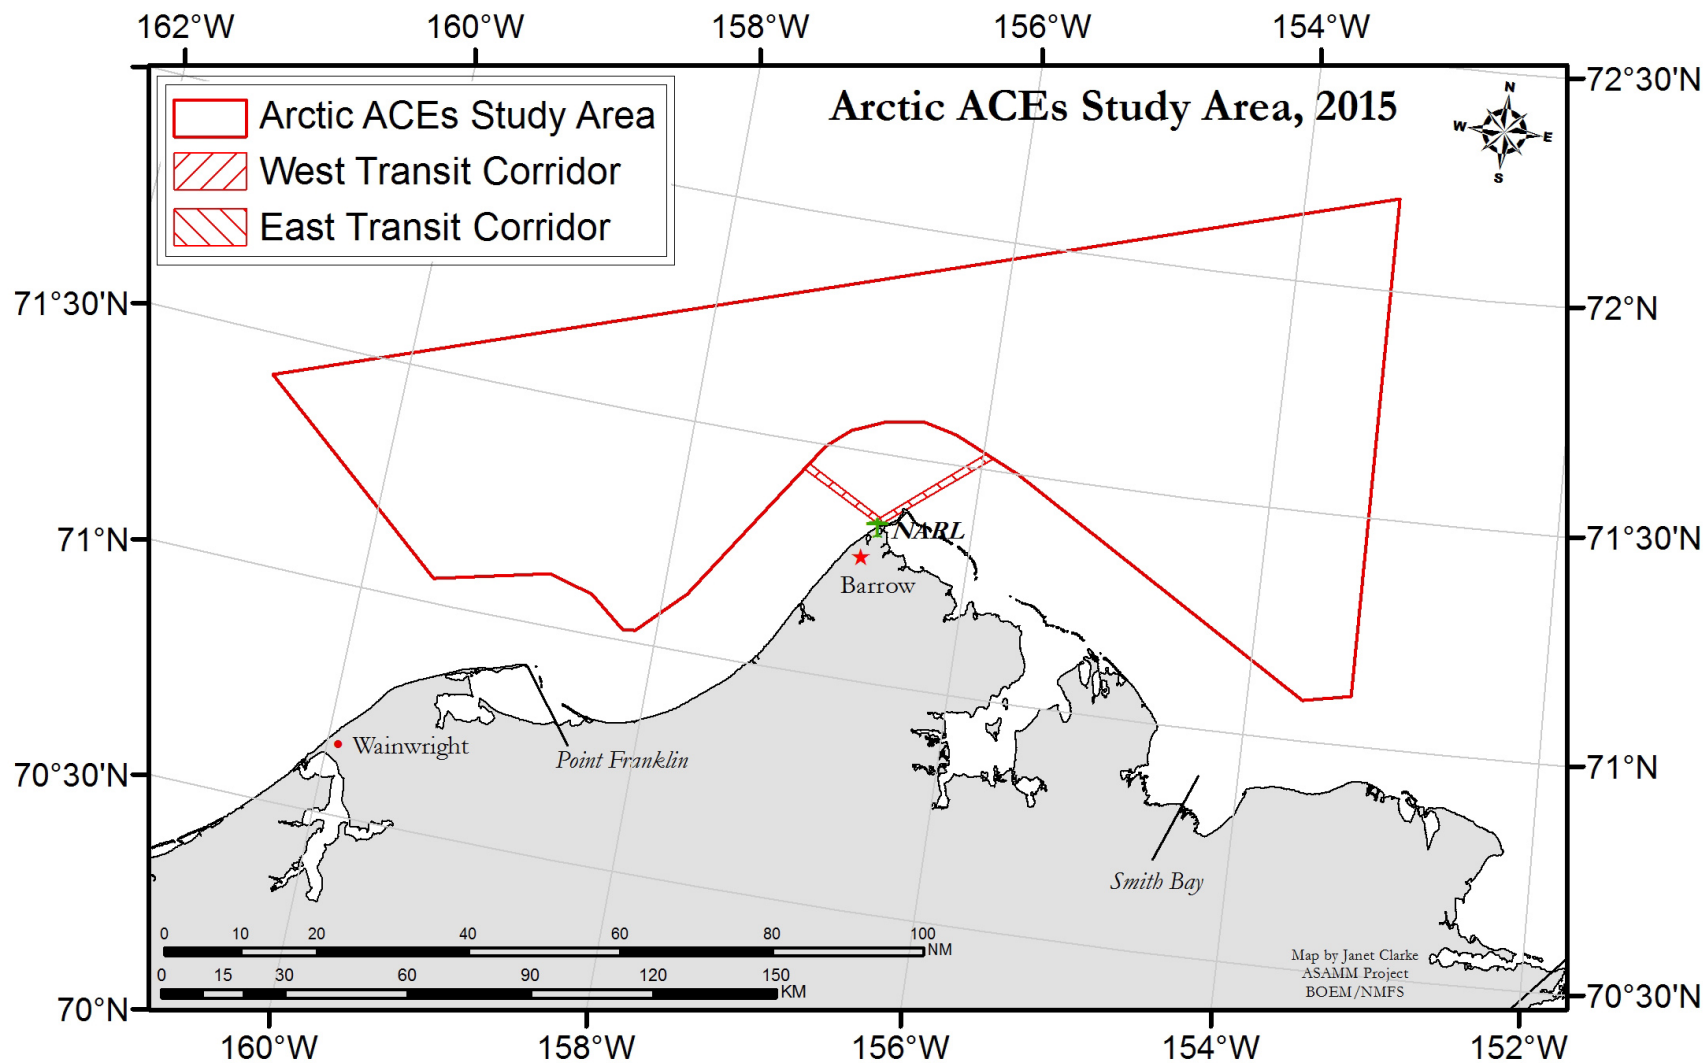 162°W 160°W 158°W 156°W 154°W
Arctic ACEs Study Area
West Transit Corridor
East Transit Corridor
Arctic ACEs Study Area, 2015
N
W E
S
72°30'N
71°30'N
72°N
71°N
71°30'N
NARL
Barrow
Wainwright
Point Franklin
70°30'N
71°N
Smith Bay
0 10 20 40 60 80 100
NM
0 15 30 60 90 120 150
KM
Map by Janet Clarke
ASAMM Project
BOEM/NMFS
70°N
70°30'N
160°W 158°W 156°W 154°W 152°W